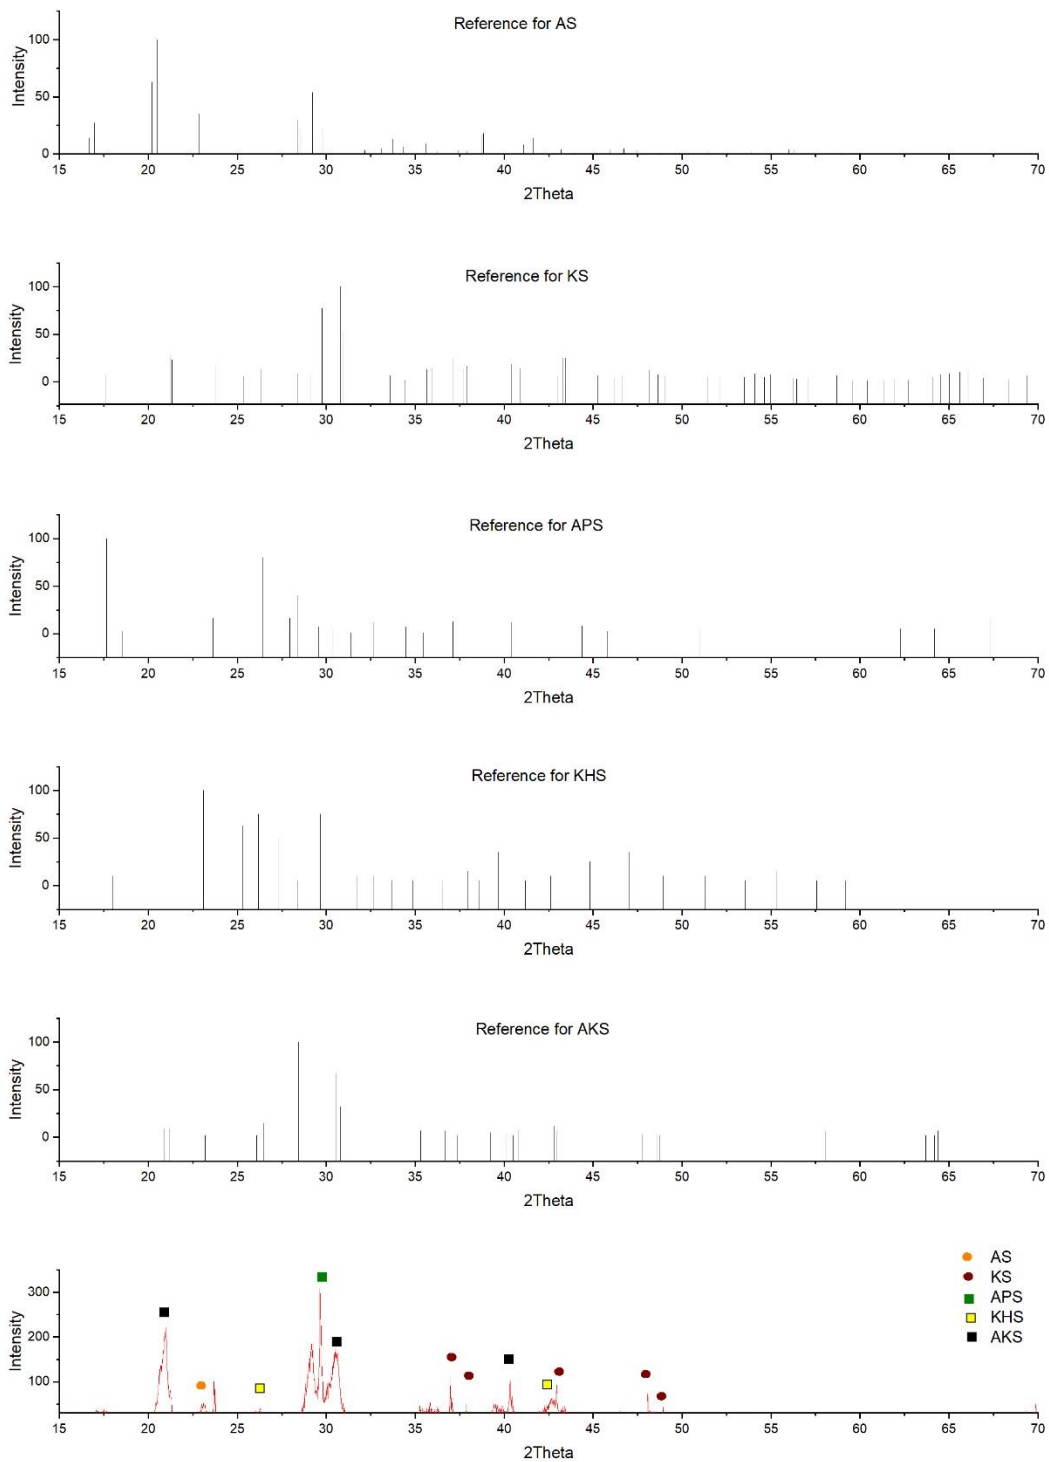 Reference for AS
100
50
0
Intensity
15 20 25 30 35 40 45 50 55 60 65 70
2Theta
Reference for KS
100
50
0
Intensity
15 20 25 30 35 40 45 50 55 60 65 70
2Theta
Reference for APS
100
50
0
Intensity
15 20 25 30 35 40 45 50 55 60 65 70
2Theta
Reference for KHS
100
50
0
Intensity
15 20 25 30 35 40 45 50 55 60 65 70
2Theta
Reference for AKS
100
50
0
Intensity
15 20 25 30 35 40 45 50 55 60 65 70
2Theta
AS
KS
APS
KHS
AKS
300
200
100
Intensity
15 20 25 30 35 40 45 50 55 60 65 70
2Theta